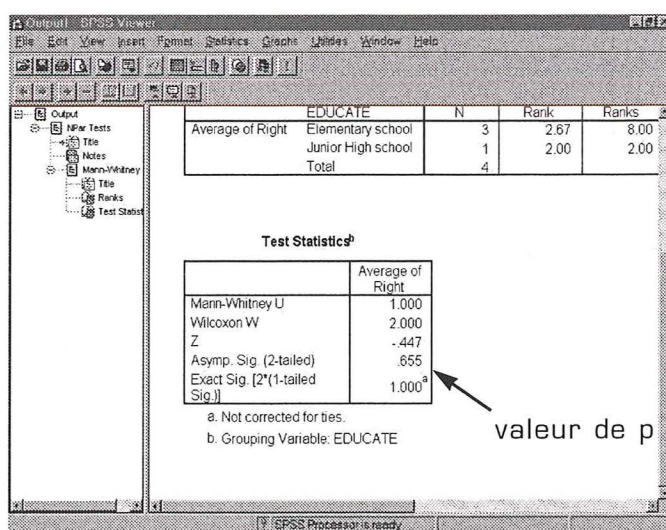 Output1 - SPSS Viewer
File Edit View Insert Format Statistics Graphs Utilities Window Help
Output
NPar Tests
Title
Notes
Mann-Whitney
Title
Ranks
Test Statist
EDUCATE N Rank Ranks
Average of Right Elementary school 3 2.67 8.00
Junior High school 1 2.00 2.00
Total 4
Test Statisticsb
Average of
Right
Mann-Whitney U 1.000
Wilcoxon W 2.000
Z -.447
Asymp. Sig. (2-tailed) .655
Exact Sig. [2*(1-tailed
Sig.)] 1.000a
a. Not corrected for ties.
b. Grouping Variable: EDUCATE
valeur de p
SPSS Processor is ready